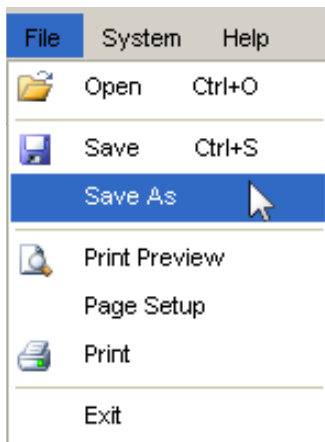 File System Help
Open Ctrl+O
Save Ctrl+S
Save As
Print Preview
Page Setup
Print
Exit